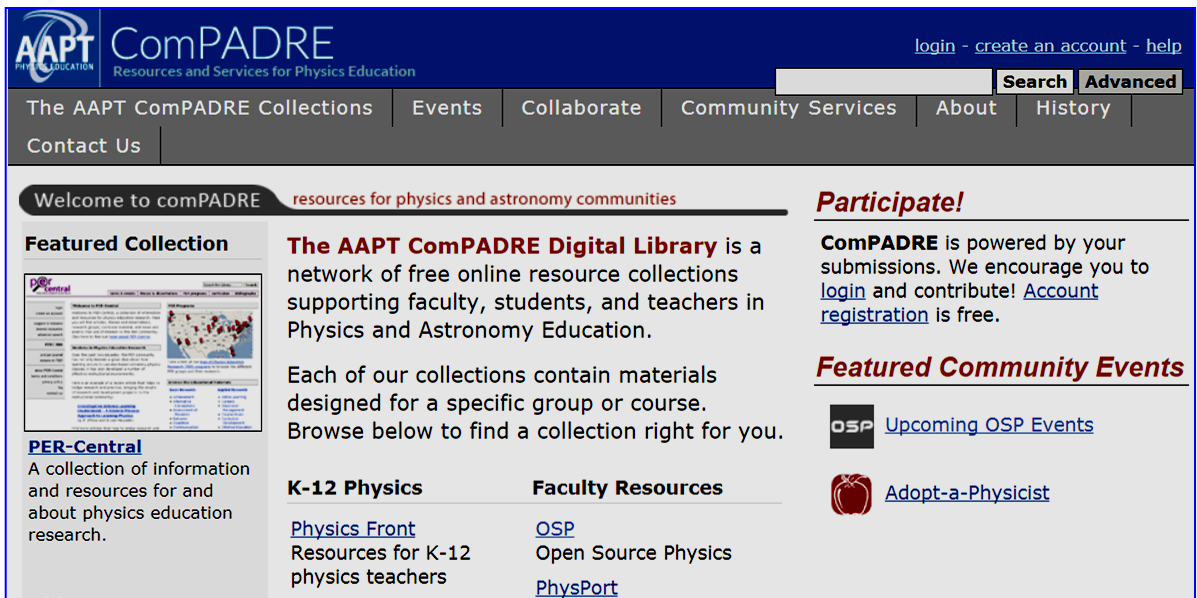 AAPT
PHYSICS EDUCATION
ComPADRE
Resources and Services for Physics Education
login - create an account - help
Search Advanced
The AAPT ComPADRE Collections Events Collaborate Community Services About History
Contact Us
Welcome to comPADRE resources for physics and astronomy communities
Featured Collection
per central
PER-Central
A collection of information
and resources for and
about physics education
research.
The AAPT ComPADRE Digital Library is a
network of free online resource collections
supporting faculty, students, and teachers in
Physics and Astronomy Education.
Each of our collections contain materials
designed for a specific group or course.
Browse below to find a collection right for you.
K-12 Physics
Physics Front
Resources for K-12
physics teachers
Faculty Resources
OSP
Open Source Physics
PhysPort
Participate!
ComPADRE is powered by your
submissions. We encourage you to
login and contribute! Account
registration is free.
Featured Community Events
OSP
Upcoming OSP Events
Adopt-a-Physicist